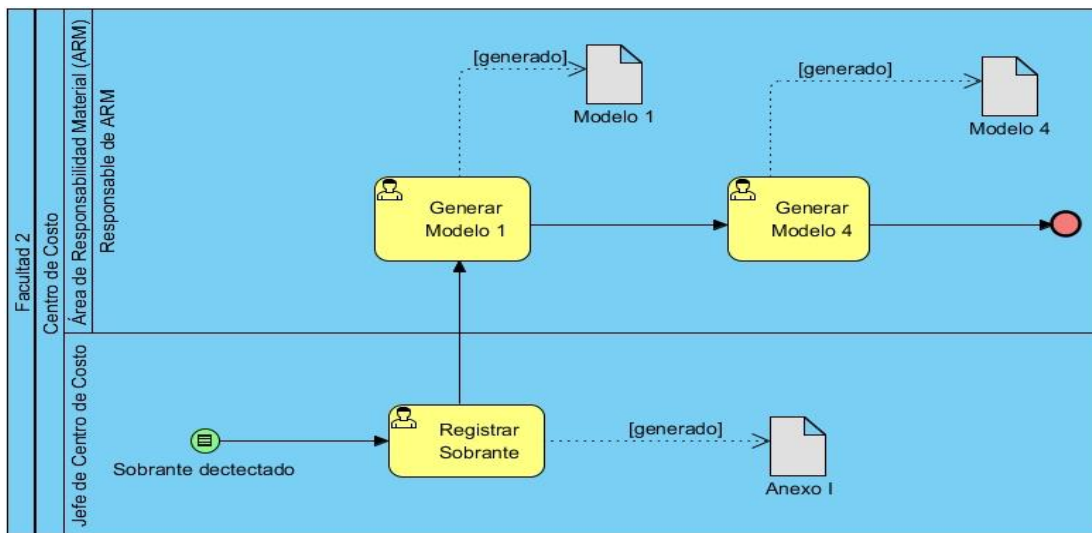 Facultad 2
Centro de Costo
Área de Responsabilidad Material (ARM)
Responsable de ARM
[generado]
Modelo 1
[generado]
Modelo 4
Generar
Modelo 1
Generar
Modelo 4
Jefe de Centro de Costo
Sobrante dectectado
Registrar
Sobrante
[generado]
Anexo I